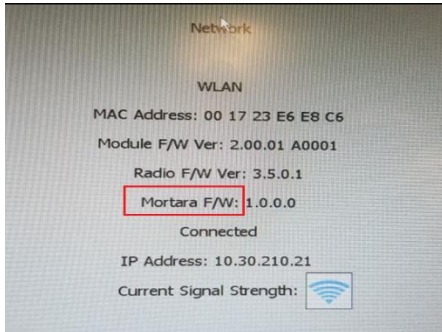 Network
WLAN
MAC Address: 00 17 23 E6 E8 C6
Module F/W Ver: 2.00.01 A0001
Radio F/W Ver: 3.5.0.1
Mortara F/W: 1.0.0.0
Connected
IP Address: 10.30.210.21
Current Signal Strength: